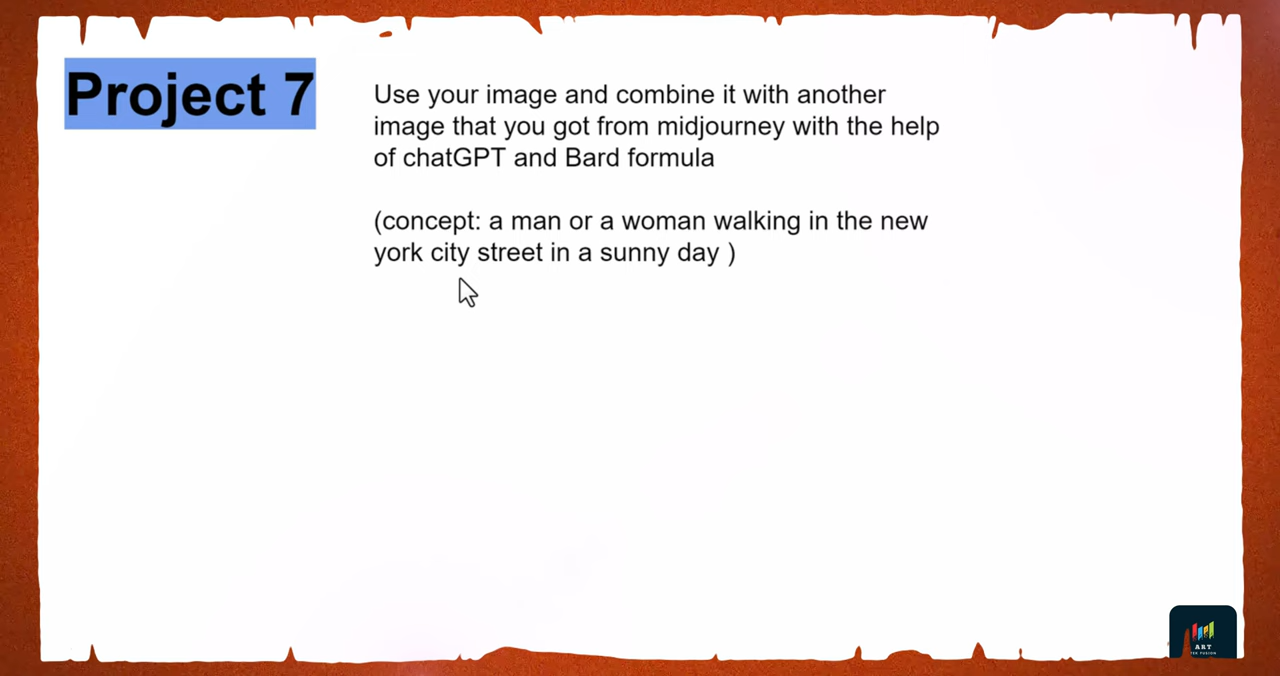 Project 7
Use your image and combine it with another
image that you got from midjourney with the help
of chatGPT and Bard formula
(concept: a man or a woman walking in the new
york city street in a sunny day )
ART